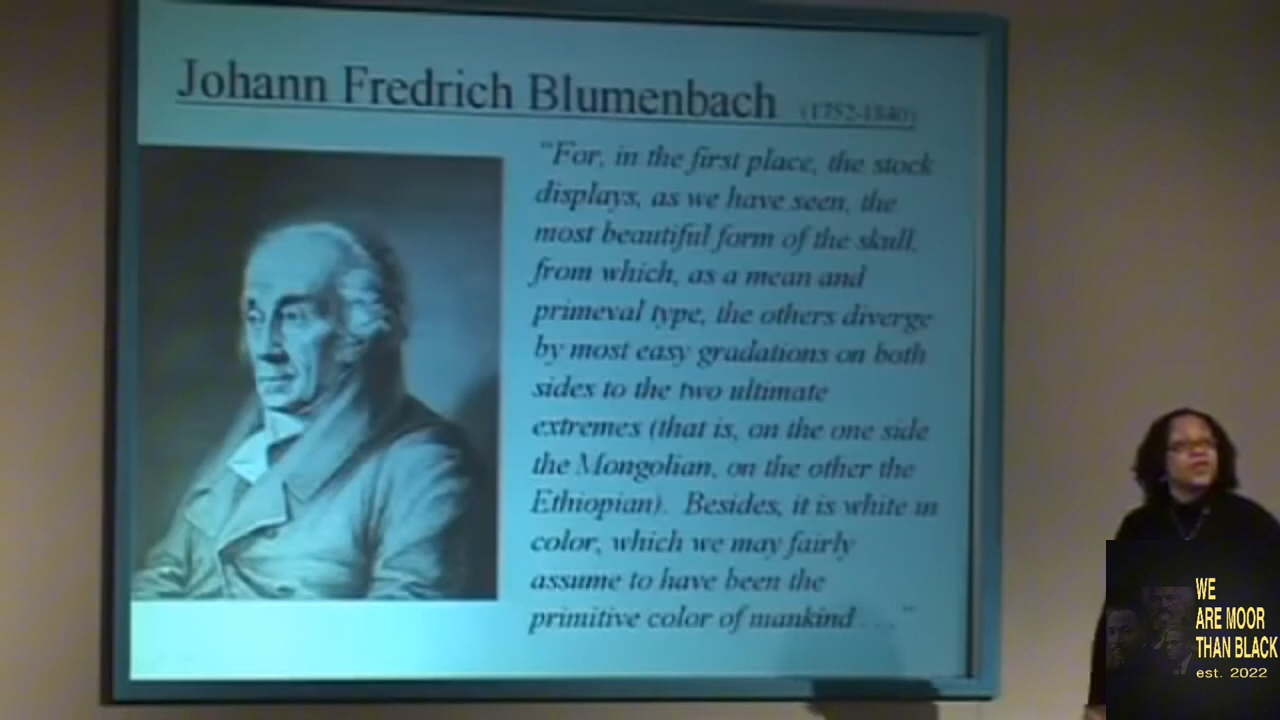 Johann Fredrich Blumenbach (1752-1840)
"For, in the first place, the stock
displays, as we have seen, the
most beautiful form of the skull,
from which, as a mean and
primeval type, the others diverge
by most easy gradations on both
sides to the two ultimate
extremes (that is, on the one side
the Mongolian, on the other the
Ethiopian). Besides, it is white in
color, which we may fairly
assume to have been the
primitive color of mankind . . ."
WE
ARE MOOR
THAN BLACK
est. 2022